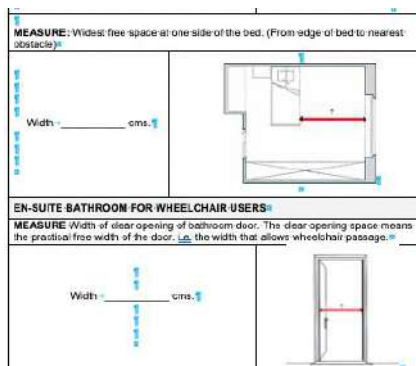 MEASURE: Widest free space at one side of the bed. (From edge of bed to nearest
obstacle)
Width: __________ cms.
EN-SUITE BATHROOM FOR WHEELCHAIR USERS
MEASURE Width of clear opening of bathroom door. The clear opening space means
the practical free width of the door. i.e. the width that allows wheelchair passage.
Width __________ cms.